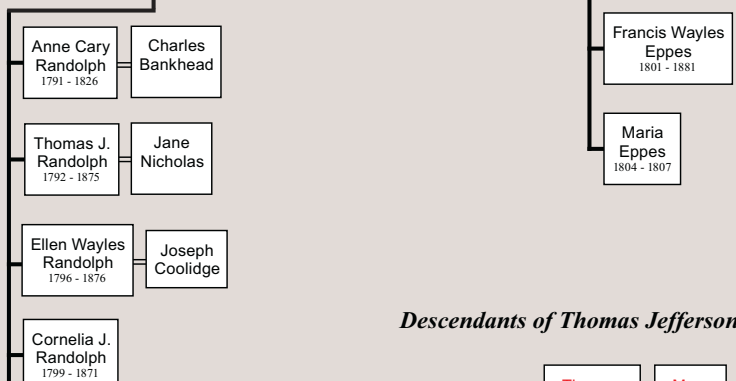 Anne Cary
Randolph
1791 - 1826
Charles
Bankhead
Thomas J.
Randolph
1792 - 1875
Jane
Nicholas
Ellen Wayles
Randolph
1796 - 1876
Joseph
Coolidge
Cornelia J.
Randolph
1799 - 1871
Francis Wayles
Eppes
1801 - 1881
Maria
Eppes
1804 - 1807
Descendants of Thomas Jefferson